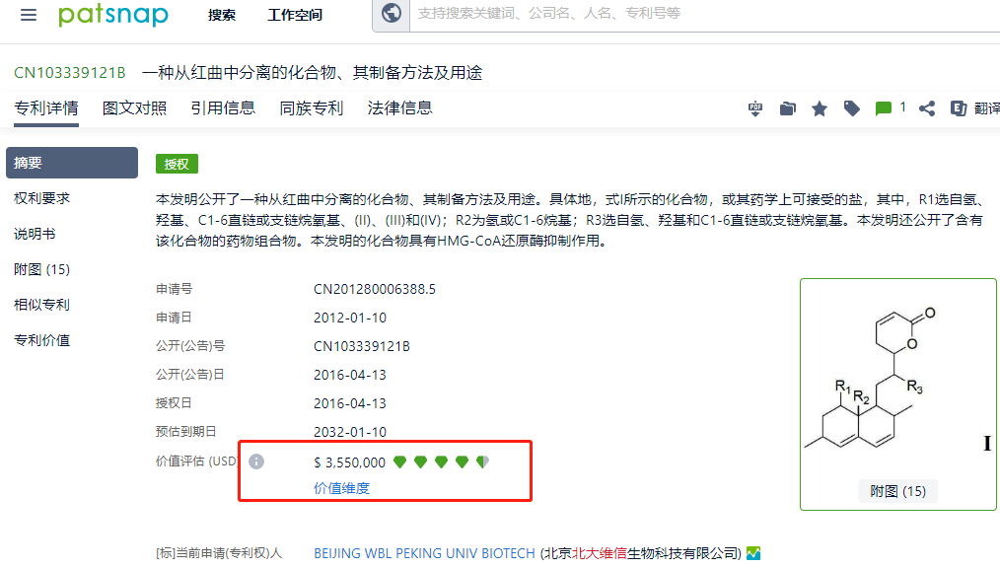 patsnap 搜索 工作空间 支持搜索关键词、公司名、人名、专利号等
CN103339121B 一种从红曲中分离的化合物、其制备方法及用途
专利详情 图文对照 引用信息 同族专利 法律信息 PDF 1 翻译
摘要
权利要求
说明书
附图 (15)
相似专利
专利价值
授权
本发明公开了一种从红曲中分离的化合物、其制备方法及用途。具体地，式I所示的化合物，或其药学上可接受的盐，其中，R1选自氢、
羟基、C1-6直链或支链烷氧基、(II)、(III)和(IV)；R2为氢或C1-6烷基；R3选自氢、羟基和C1-6直链或支链烷氧基。本发明还公开了含有
该化合物的药物组合物。本发明的化合物具有HMG-CoA还原酶抑制作用。
申请号 CN201280006388.5
申请日 2012-01-10
公开(公告)号 CN103339121B
公开(公告)日 2016-04-13
授权日 2016-04-13
预估到期日 2032-01-10
价值评估 (USD) $ 3,550,000
价值维度
[标]当前申请(专利权)人 BEIJING WBL PEKING UNIV BIOTECH (北京北大维信生物科技有限公司)
O
O
R1 R2 R3
I
附图 (15)